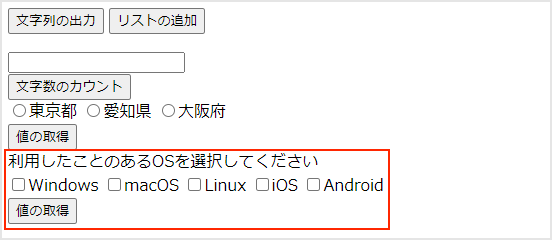 文字列の出力 リストの追加
文字数のカウント
東京都 愛知県 大阪府
値の取得
利用したことのあるOSを選択してください
Windows macOS Linux iOS Android
値の取得